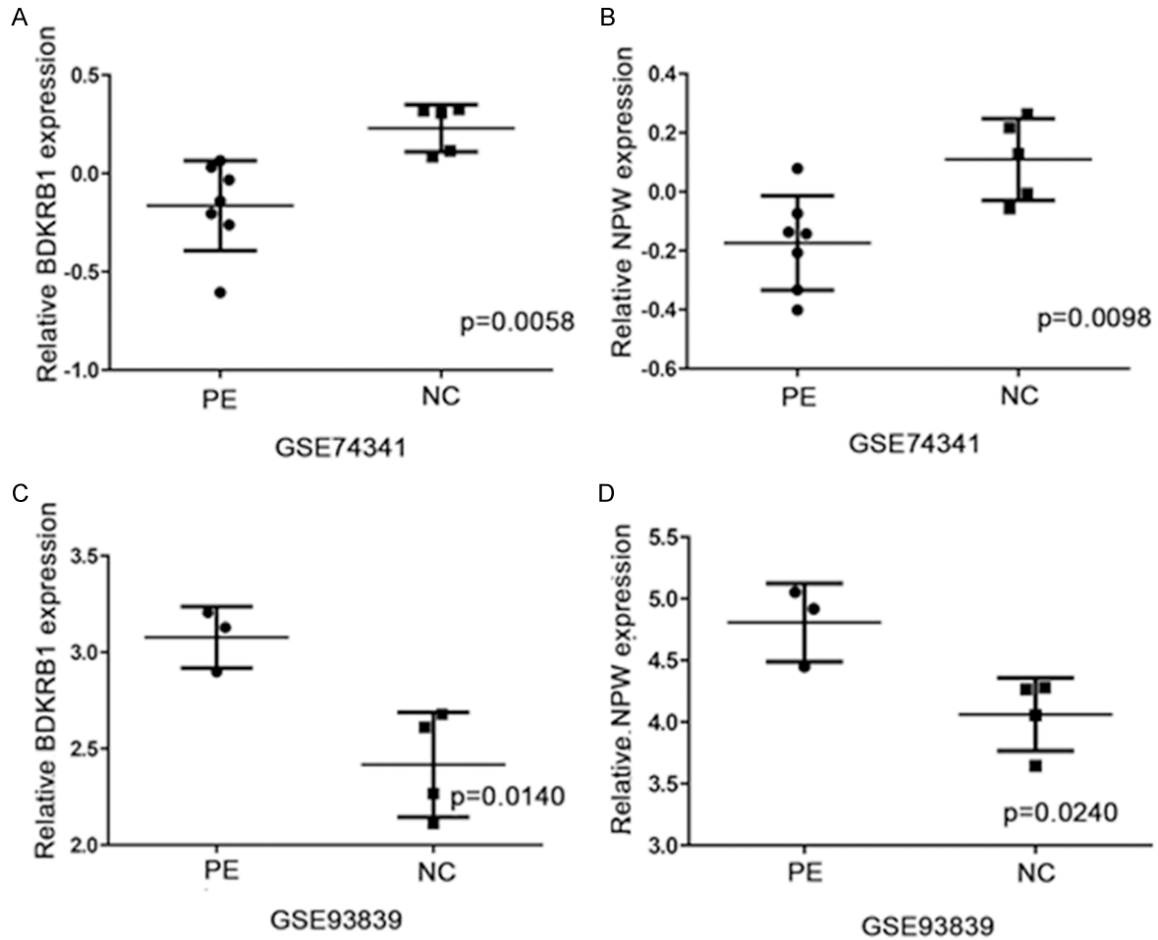 A
Relative BDKRB1 expression
0.5
0.0
-0.5
-1.0
p=0.0058
PE
NC
GSE74341
B
Relative NPW expression
0.4
0.2
0.0
-0.2
-0.4
-0.6
p=0.0098
PE
NC
GSE74341
C
Relative BDKRB1 expression
3.5
3.0
2.5
2.0
p=0.0140
PE
NC
GSE93839
D
Relative.NPW expression
5.5
5.0
4.5
4.0
3.5
3.0
p=0.0240
PE
NC
GSE93839